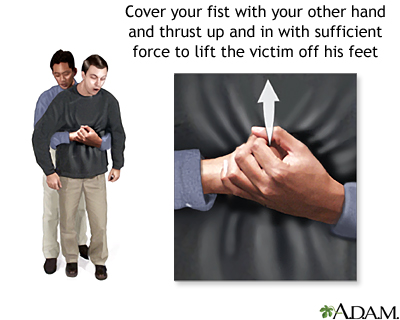 Cover your fist with your other hand
and thrust up and in with sufficient
force to lift the victim off his feet
A.D.A.M.